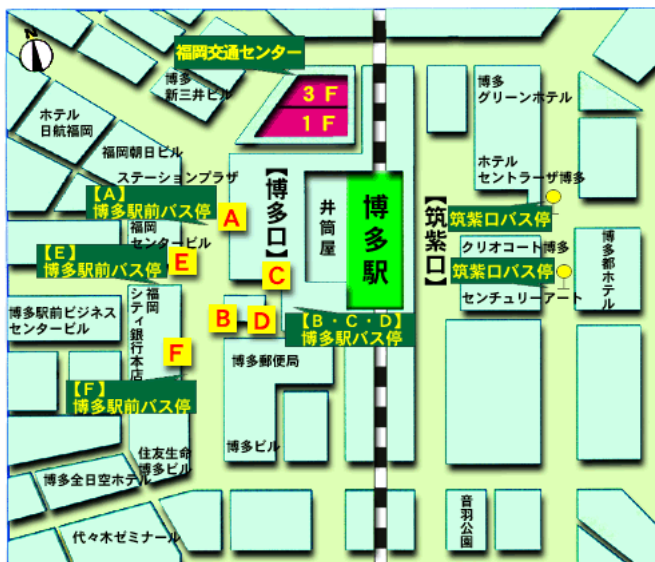 N
福岡交通センター
3F
1F
博多
新三井ビル
ホテル
日航福岡
福岡朝日ビル
ステーションプラザ
【A】
博多駅前バス停
A
福岡
センタービル
【E】
博多駅前バス停
E
【博多口】
井筒屋
博多駅
【筑紫口】
博多
グリーンホテル
ホテル
セントラーザ博多
筑紫口バス停
クリオコート博多
筑紫口バス停
センチュリーアート
博多都ホテル
C
B
D
【B・C・D】
博多駅バス停
博多駅前ビジネス
センタービル
福岡
シティ銀行本店
F
【F】
博多駅前バス停
博多郵便局
博多ビル
住友生命
博多ビル
博多全日空ホテル
代々木ゼミナール
音羽公園